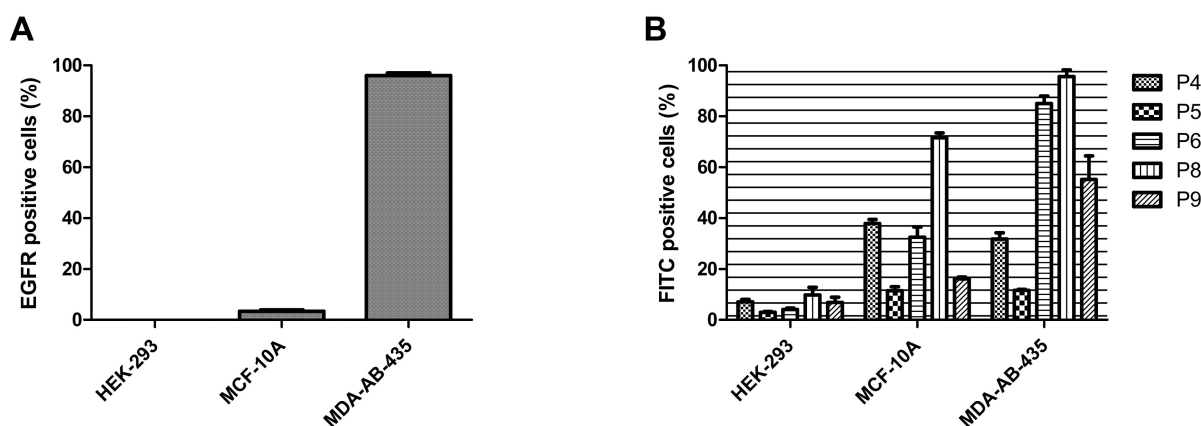 A
EGFR positive cells (%)
100
80
60
40
20
0
HEK-293
MCF-10A
MDA-AB-435
B
FITC positive cells (%)
100
80
60
40
20
0
HEK-293
MCF-10A
MDA-AB-435
P4
P5
P6
P8
P9